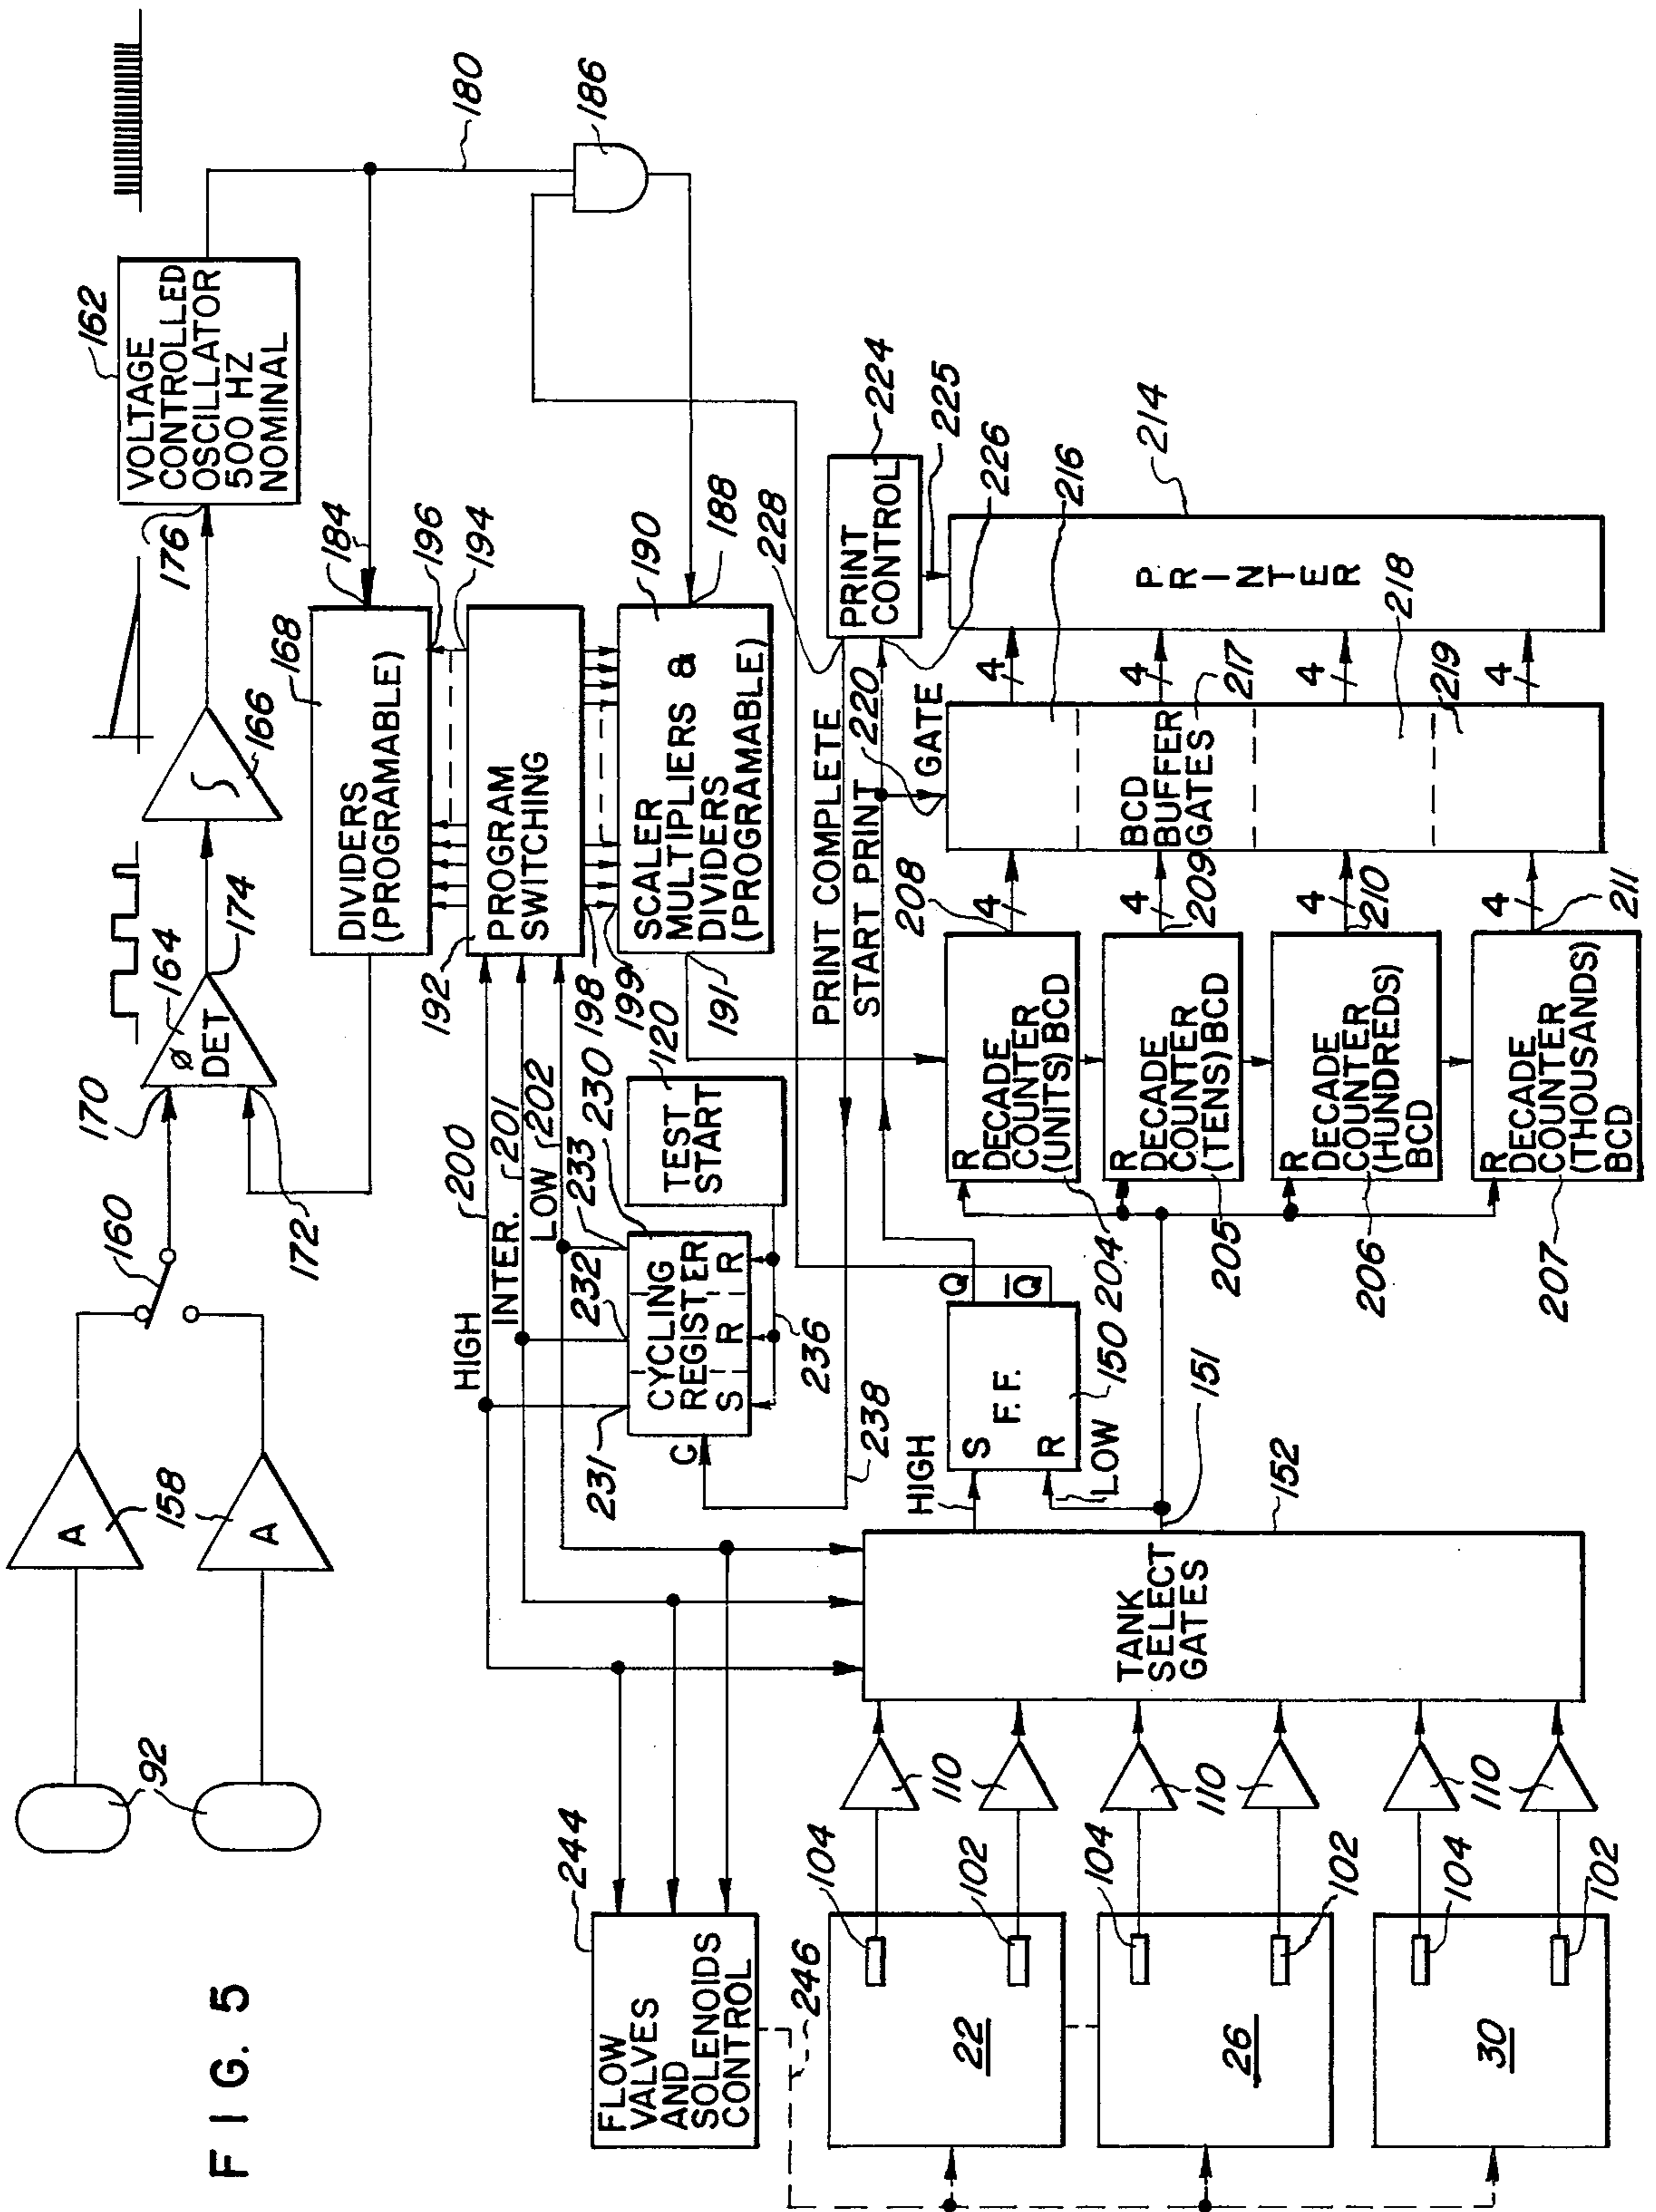 FIG. 5
92
A
158
A
160
170
172
Ø 164
DET
174
166
176
162
VOLTAGE
CONTROLLED
OSCILLATOR
500 HZ
NOMINAL
180
186
168
DIVIDERS
(PROGRAMABLE)
184
196
194
192
PROGRAM
SWITCHING
198
199
190
SCALER
MULTIPLIERS &
DIVIDERS
(PROGRAMABLE)
188
191
HIGH
200
INTER.
201
LOW
202
231
232
233
230
CYCLING
REGISTER
S R R
C
236
238
120
TEST
START
PRINT COMPLETE
START PRINT
228
PRINT
CONTROL
224
225
226
220
GATE
216
BCD
BUFFER
GATES
217
218
219
PRINTER
214
4
4
4
4
208
4
209
4
210
4
211
4
R
DECADE
COUNTER
(UNITS) BCD
204
R
DECADE
COUNTER
(TENS) BCD
205
R
DECADE
COUNTER
(HUNDREDS)
BCD
206
R
DECADE
COUNTER
(THOUSANDS)
BCD
207
HIGH
S
F.F.
R
LOW
Q
Q̅
150
151
152
TANK
SELECT
GATES
244
FLOW
VALVES
AND
SOLENOIDS
CONTROL
246
22
104
102
110
26
104
102
110
30
104
102
110